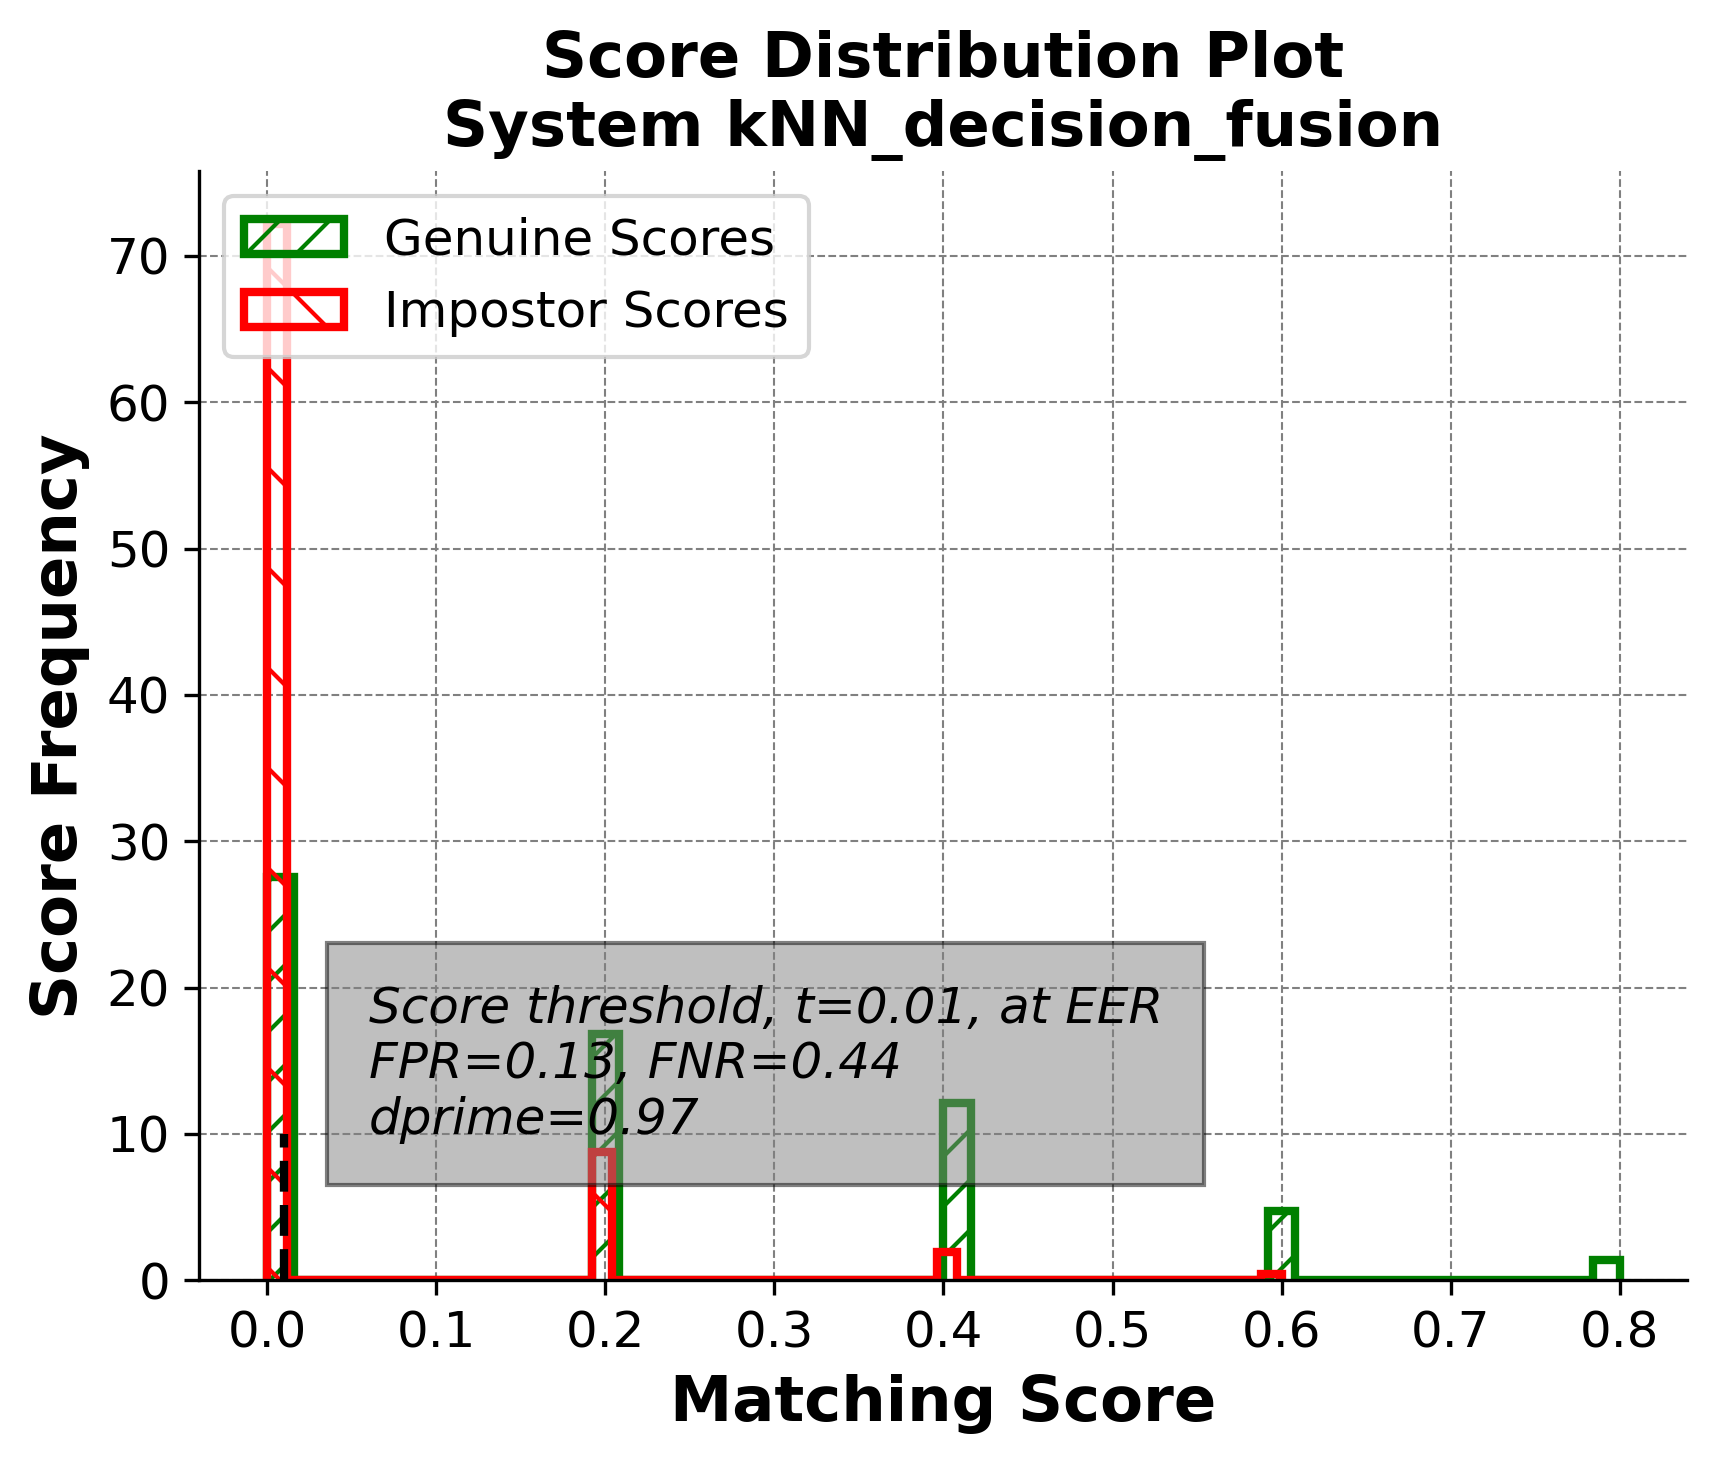 Score Distribution Plot
System kNN_decision_fusion
Genuine Scores
Impostor Scores
Score Frequency
70
60
50
40
30
20
10
0
Score threshold, t=0.01, at EER
FPR=0.13, FNR=0.44
dprime=0.97
0.0 0.1 0.2 0.3 0.4 0.5 0.6 0.7 0.8
Matching Score